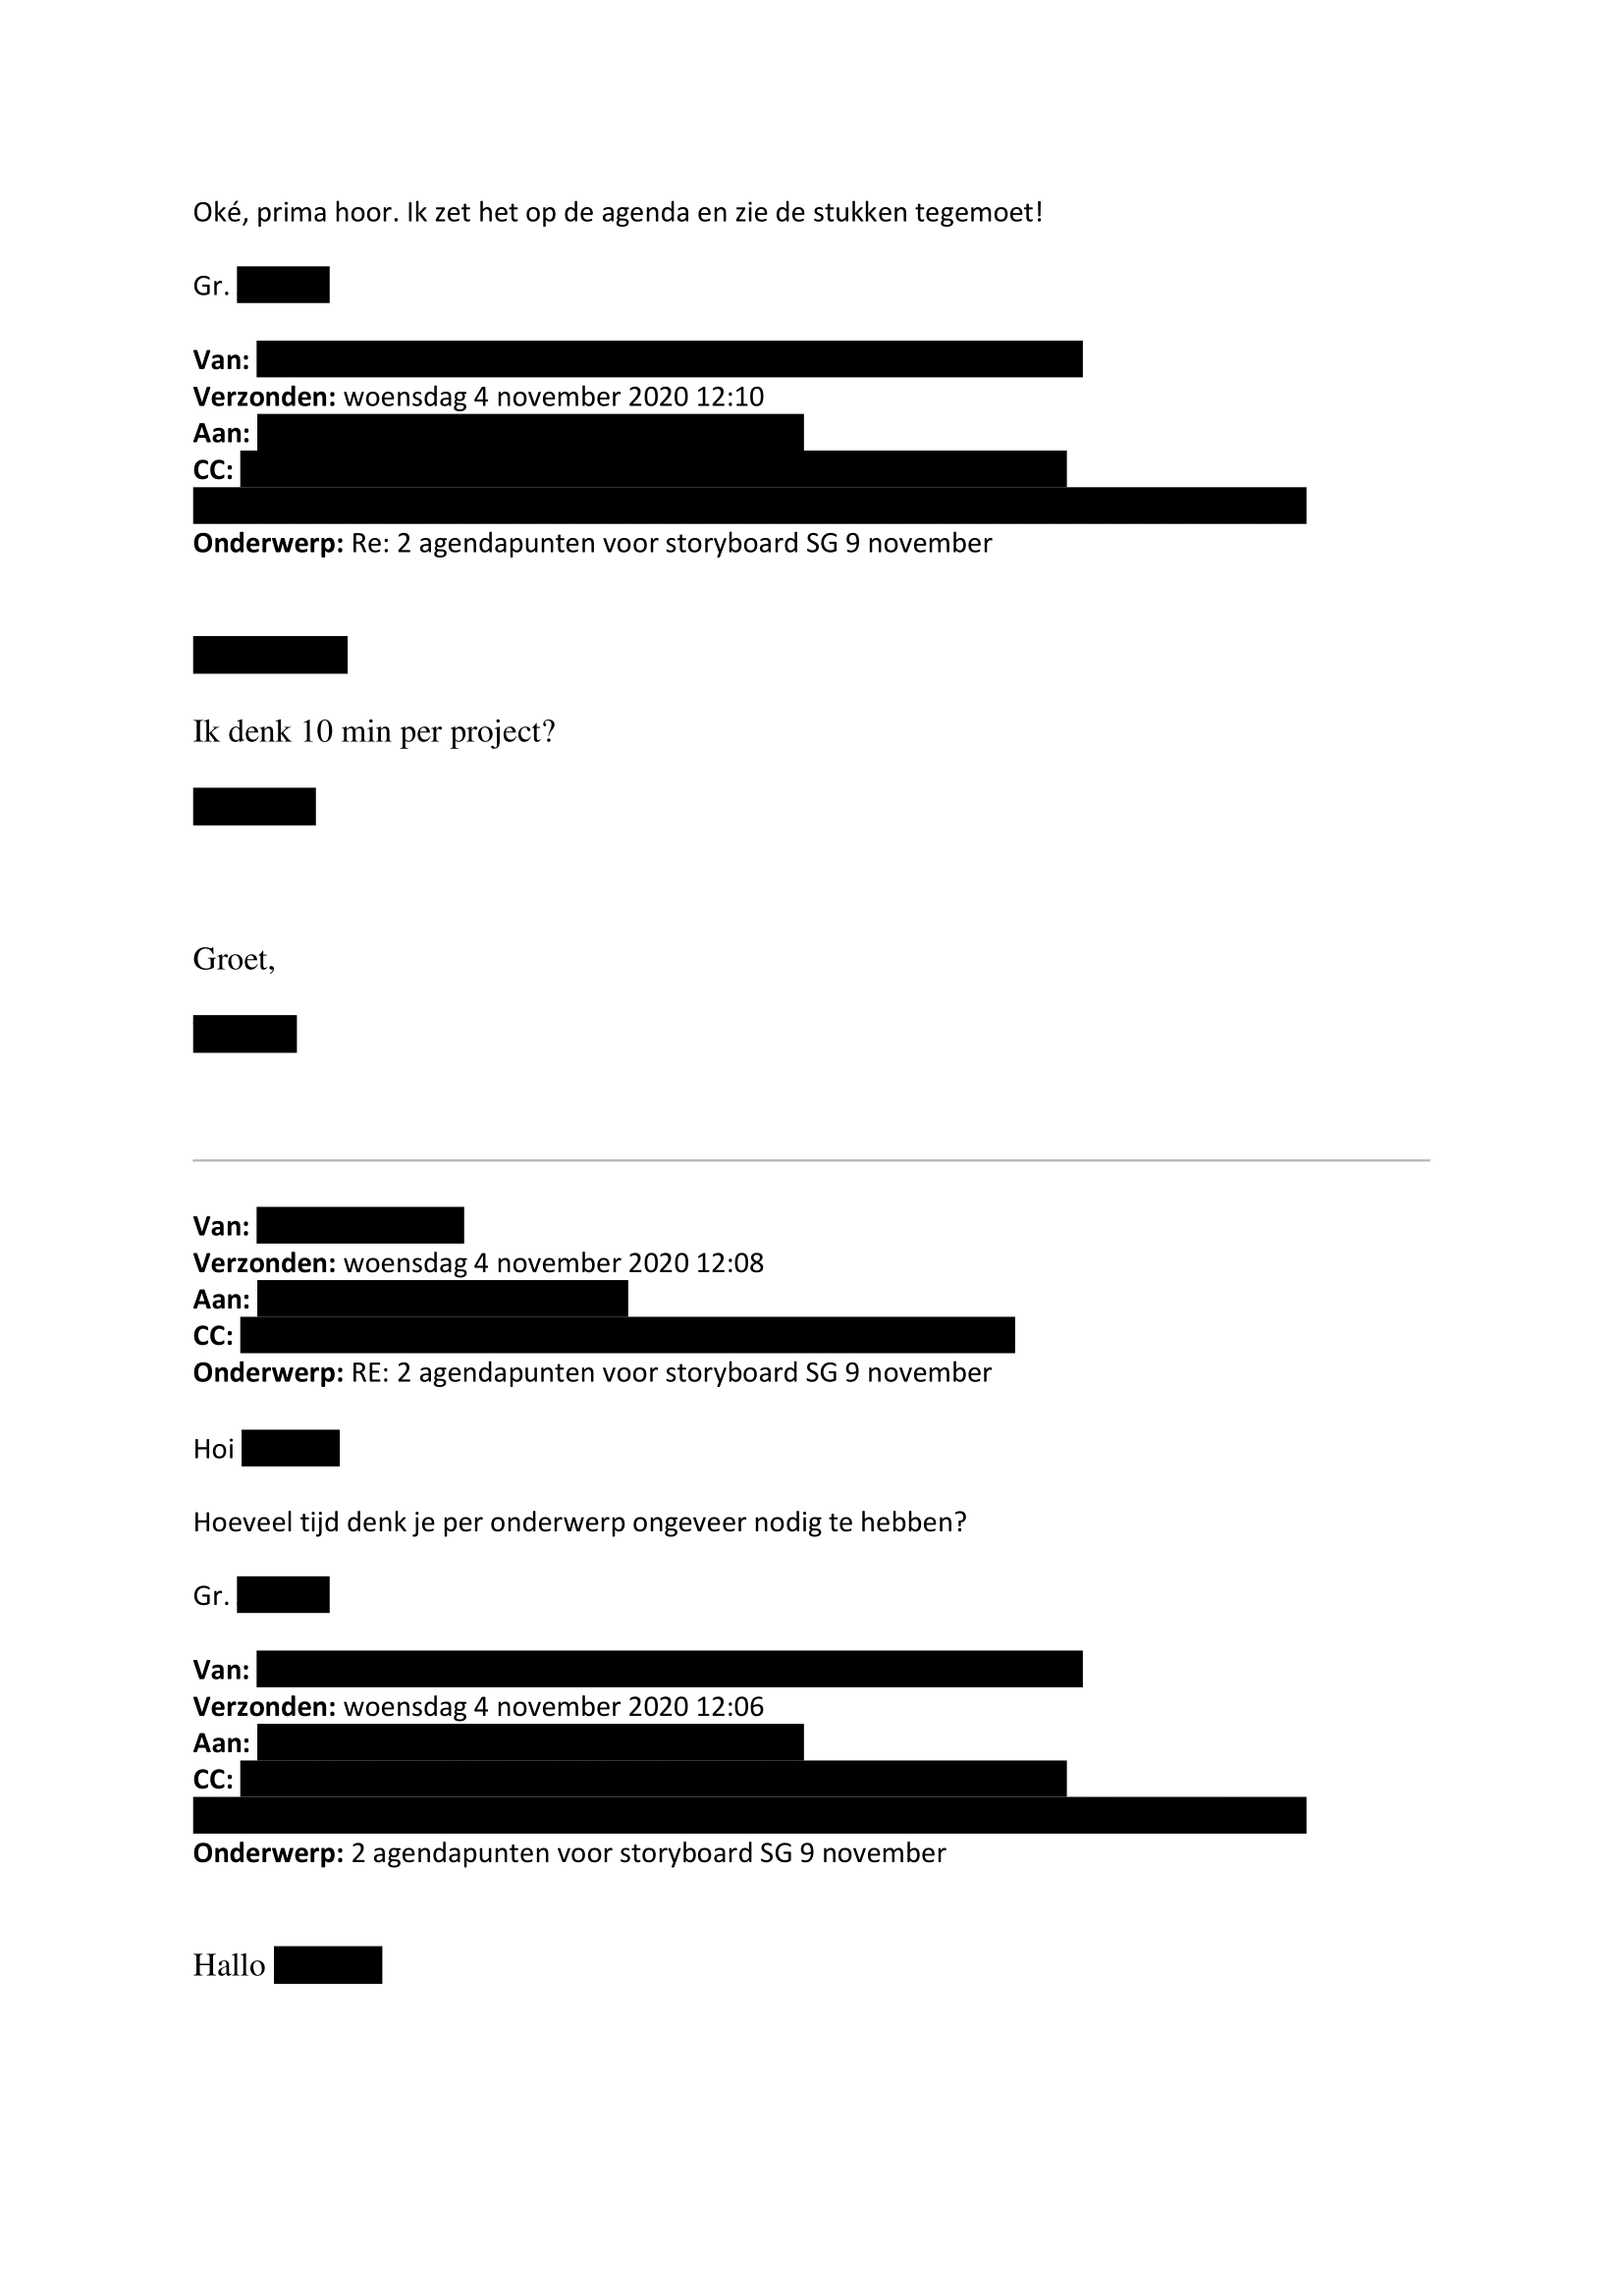 Oké, prima hoor. Ik zet het op de agenda en zie de stukken tegemoet!
Gr.
Van:
Verzonden: woensdag 4 november 2020 12:10
Aan:
CC:
Onderwerp: Re: 2 agendapunten voor storyboard SG 9 november
Ik denk 10 min per project?
Groet,
Van:
Verzonden: woensdag 4 november 2020 12:08
Aan:
CC:
Onderwerp: RE: 2 agendapunten voor storyboard SG 9 november
Hoi
Hoeveel tijd denk je per onderwerp ongeveer nodig te hebben?
Gr.
Van:
Verzonden: woensdag 4 november 2020 12:06
Aan:
CC:
Onderwerp: 2 agendapunten voor storyboard SG 9 november
Hallo